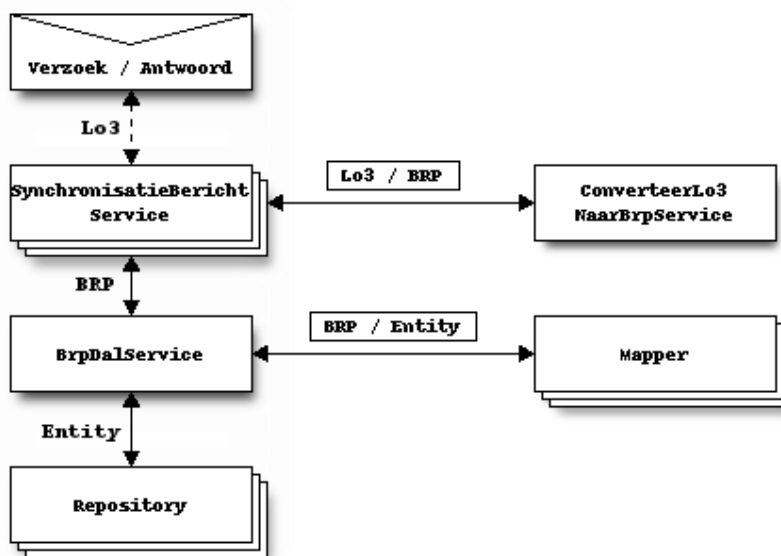 Verzoek / Antwoord
Lo3
SynchronisatieBericht
Service
Lo3 / BRP
ConverteerLo3
NaarBrpService
BRP
BrpDalService
BRP / Entity
Mapper
Entity
Repository